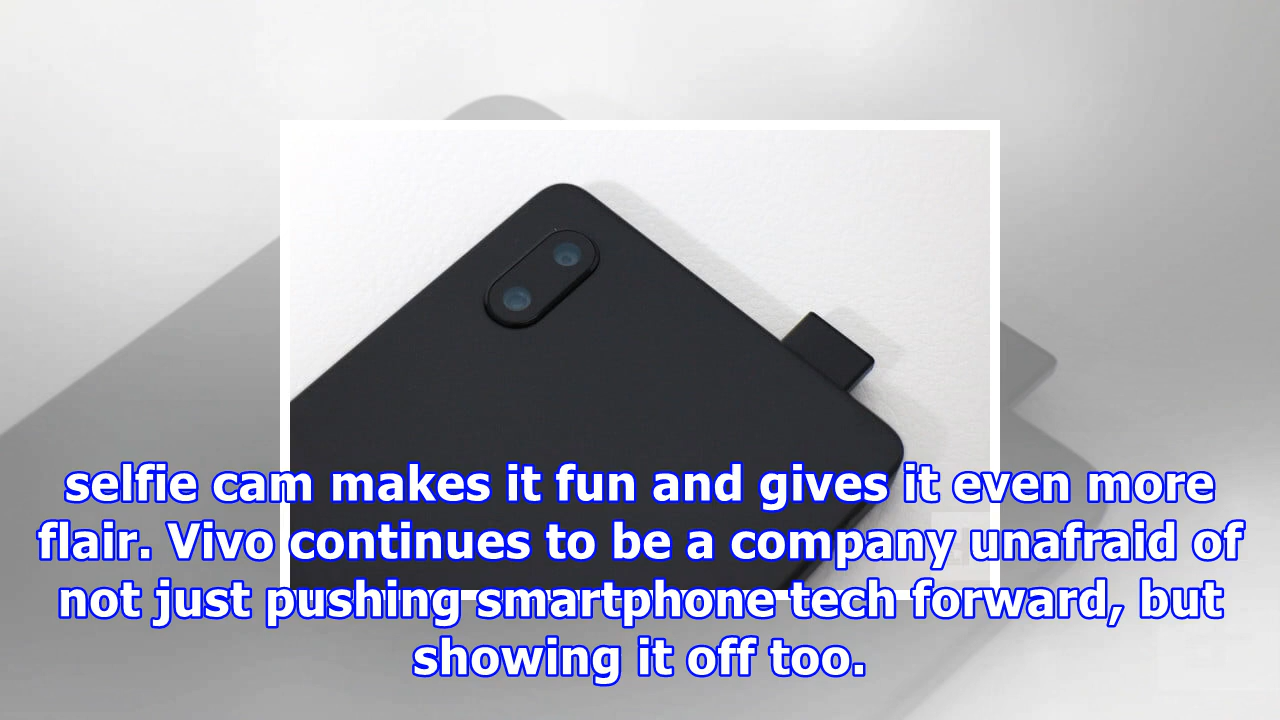 selfie cam makes it fun and gives it even more
flair. Vivo continues to be a company unafraid of
not just pushing smartphone tech forward, but
showing it off too.